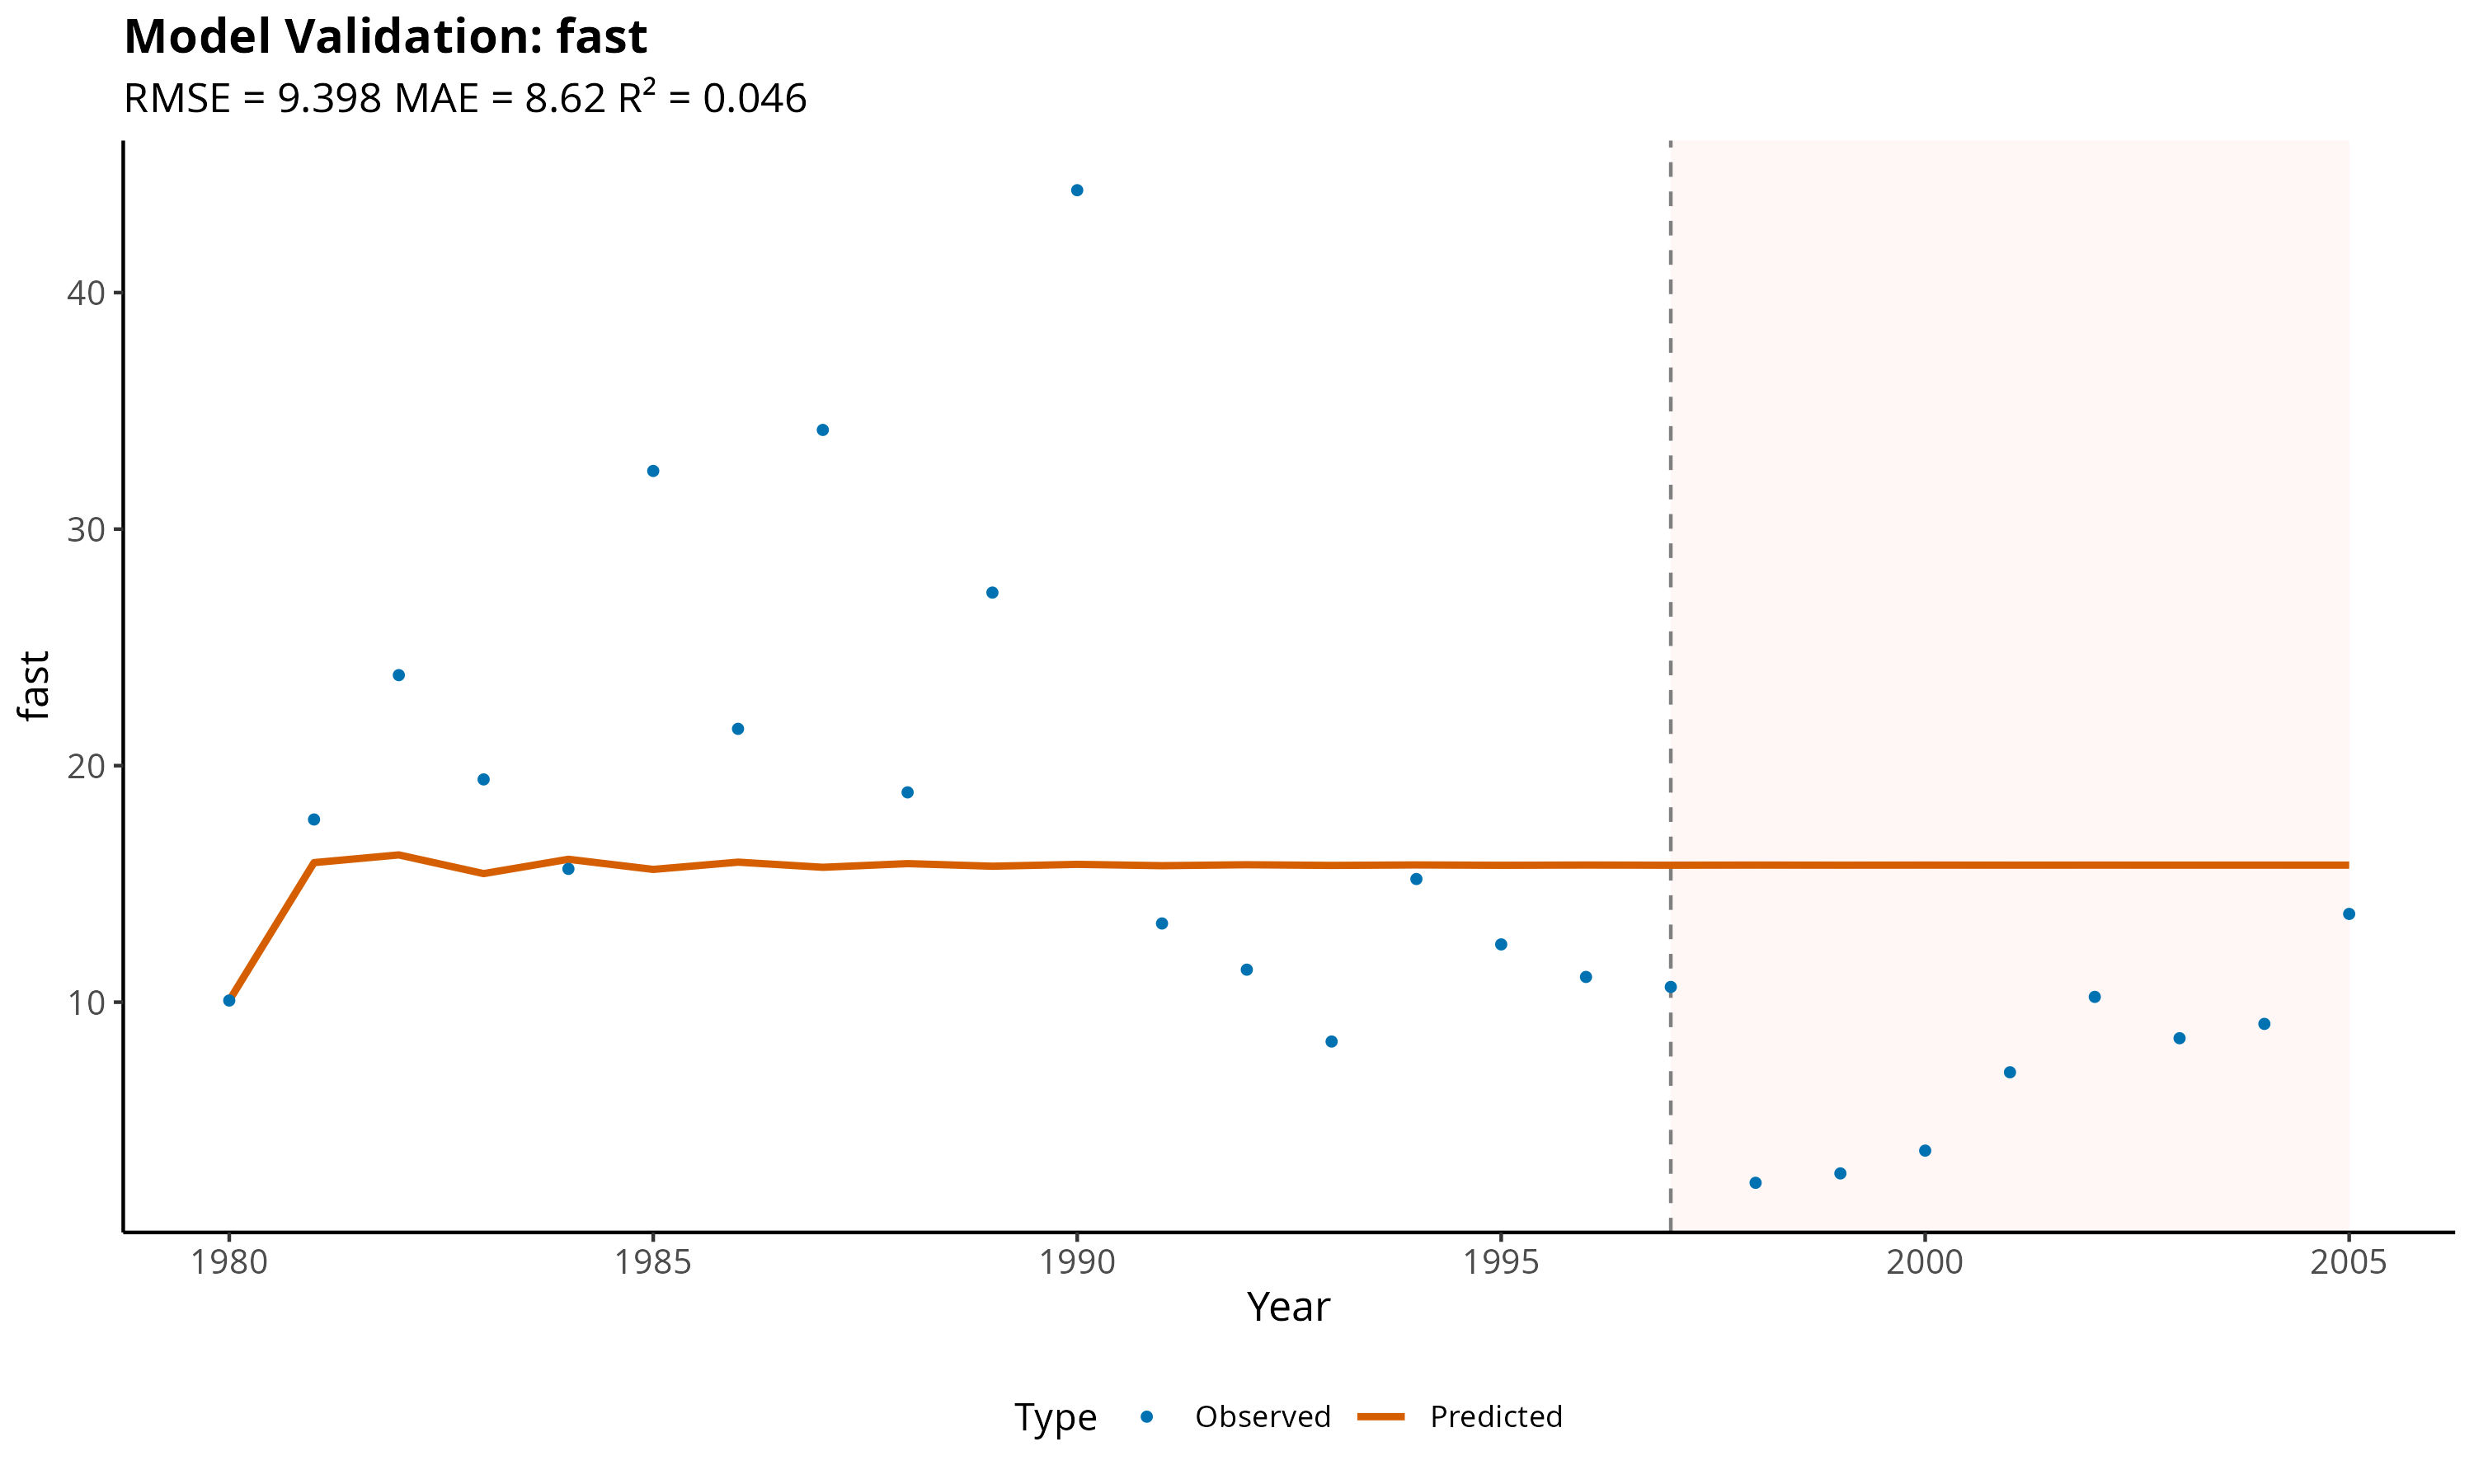 Model Validation: fast
RMSE = 9.398 MAE = 8.62 R² = 0.046
40
30
20
10
fast
1980 1985 1990 1995 2000 2005
Year
Type Observed Predicted